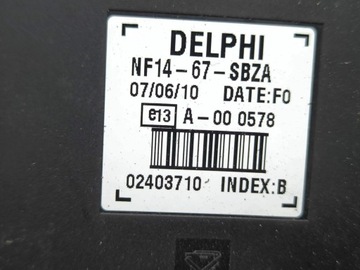 DELPHI
NF14-67-SBZA
07/06/10 DATE:F0
e13 A-00 0578
02403710 INDEX:B